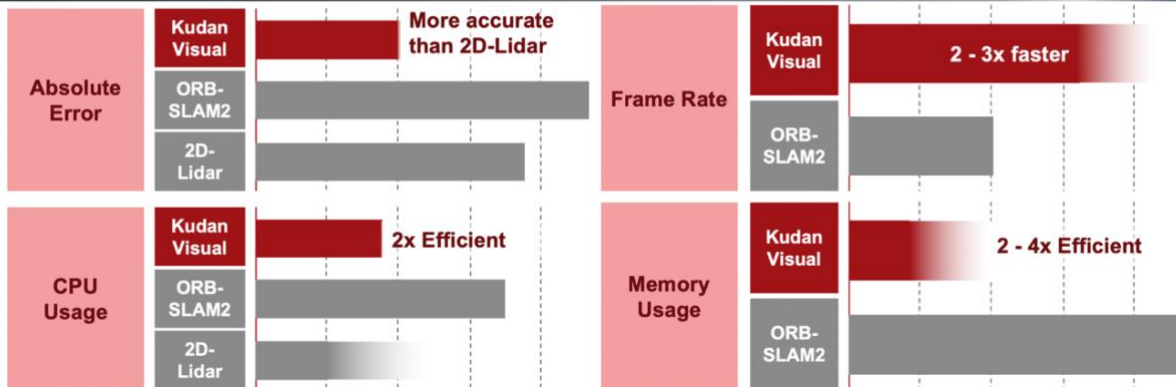 Absolute
Error
Kudan
Visual
More accurate
than 2D-Lidar
ORB-
SLAM2
2D-
Lidar
Frame Rate
Kudan
Visual
2 - 3x faster
ORB-
SLAM2
CPU
Usage
Kudan
Visual
2x Efficient
ORB-
SLAM2
2D-
Lidar
Memory
Usage
Kudan
Visual
2 - 4x Efficient
ORB-
SLAM2